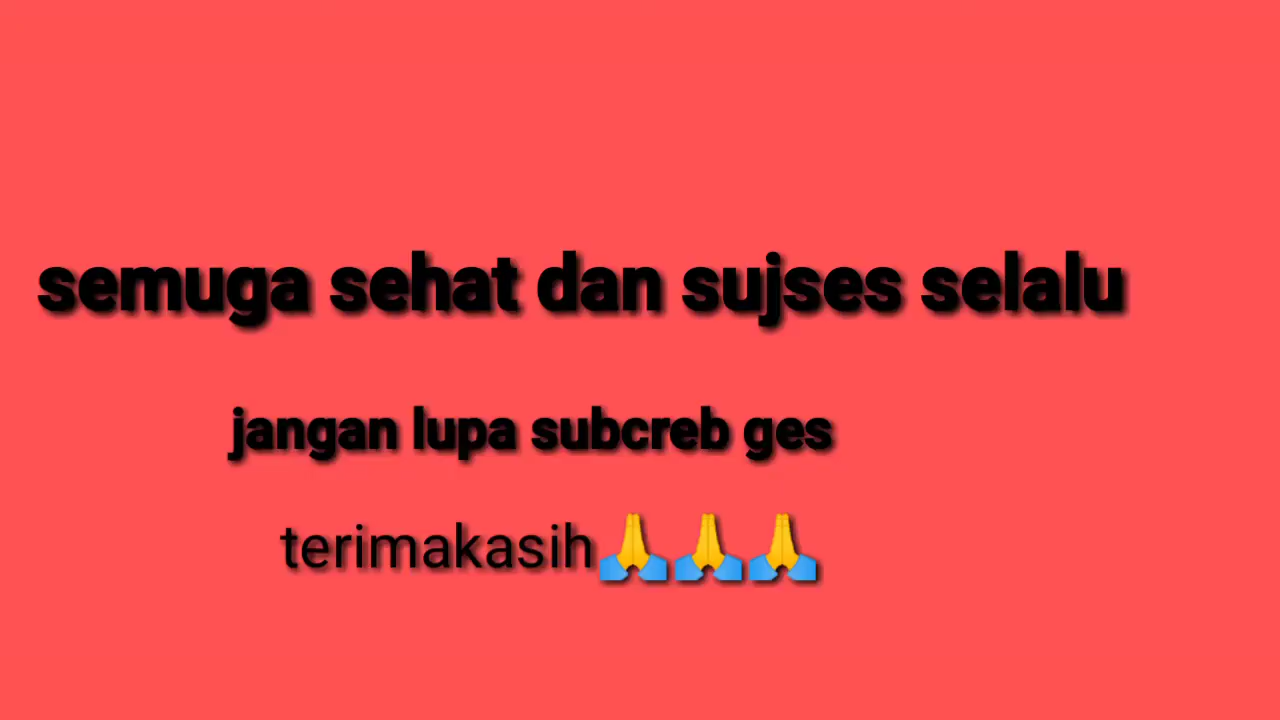 semuga sehat dan sujses selalu
jangan lupa subcreb ges
terimakasih🙏🙏🙏